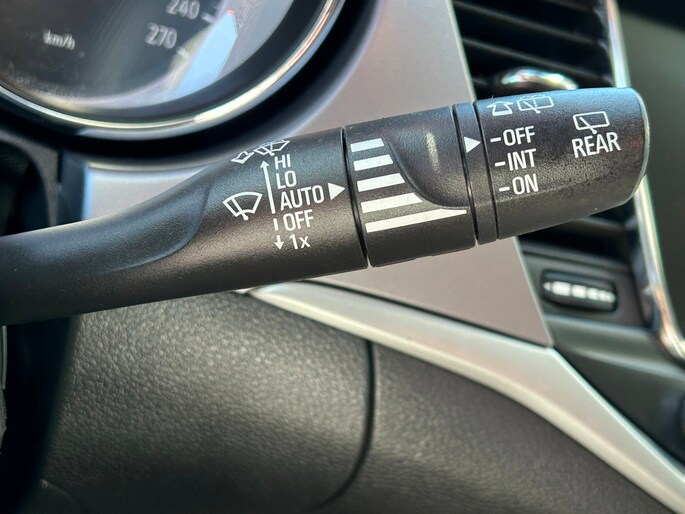 240
km/h
270
HI
LO
AUTO
OFF
1x
-OFF
-INT
-ON
REAR